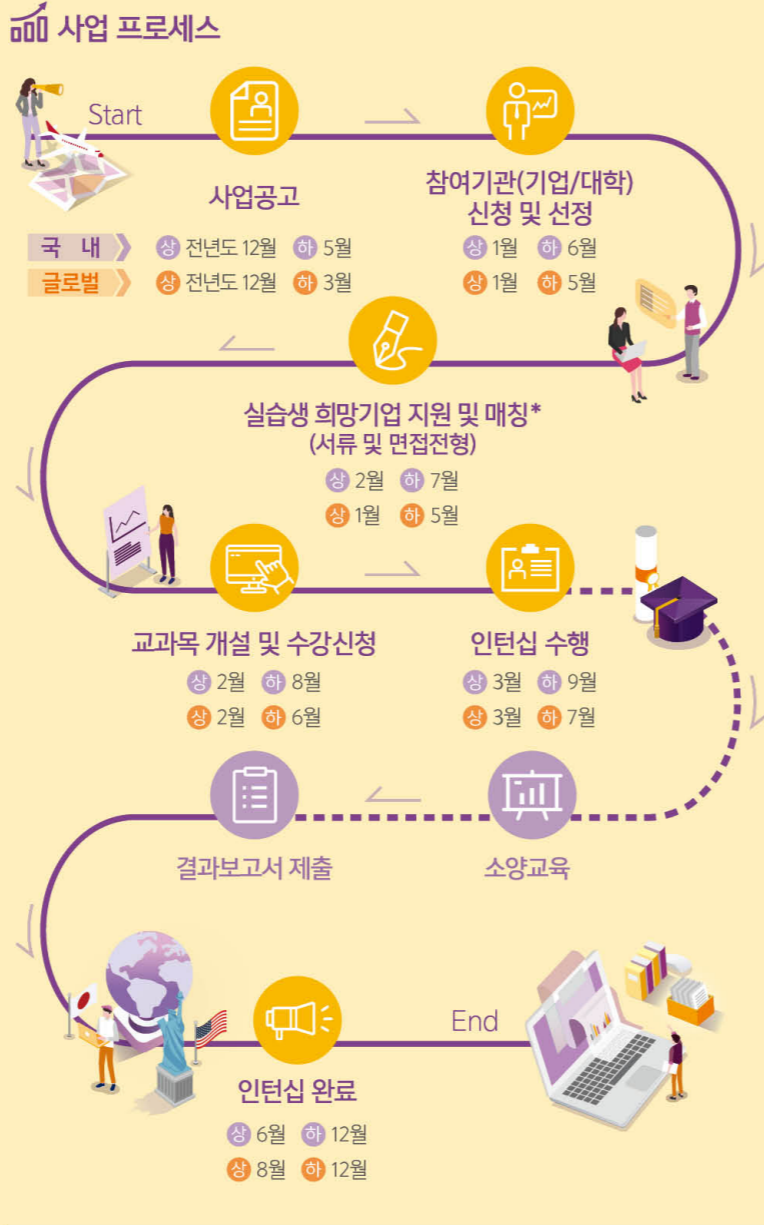 사업 프로세스
Start
사업공고
국 내 상 전년도 12월 하 5월
글로벌 상 전년도 12월 하 3월
참여기관(기업/대학)
신청 및 선정
상 1월 하 6월
상 1월 하 5월
실습생 희망기업 지원 및 매칭*
(서류 및 면접전형)
상 2월 하 7월
상 1월 하 5월
교과목 개설 및 수강신청
상 2월 하 8월
상 2월 하 6월
인턴십 수행
상 3월 하 9월
상 3월 하 7월
소양교육
결과보고서 제출
인턴십 완료
상 6월 하 12월
상 8월 하 12월
End